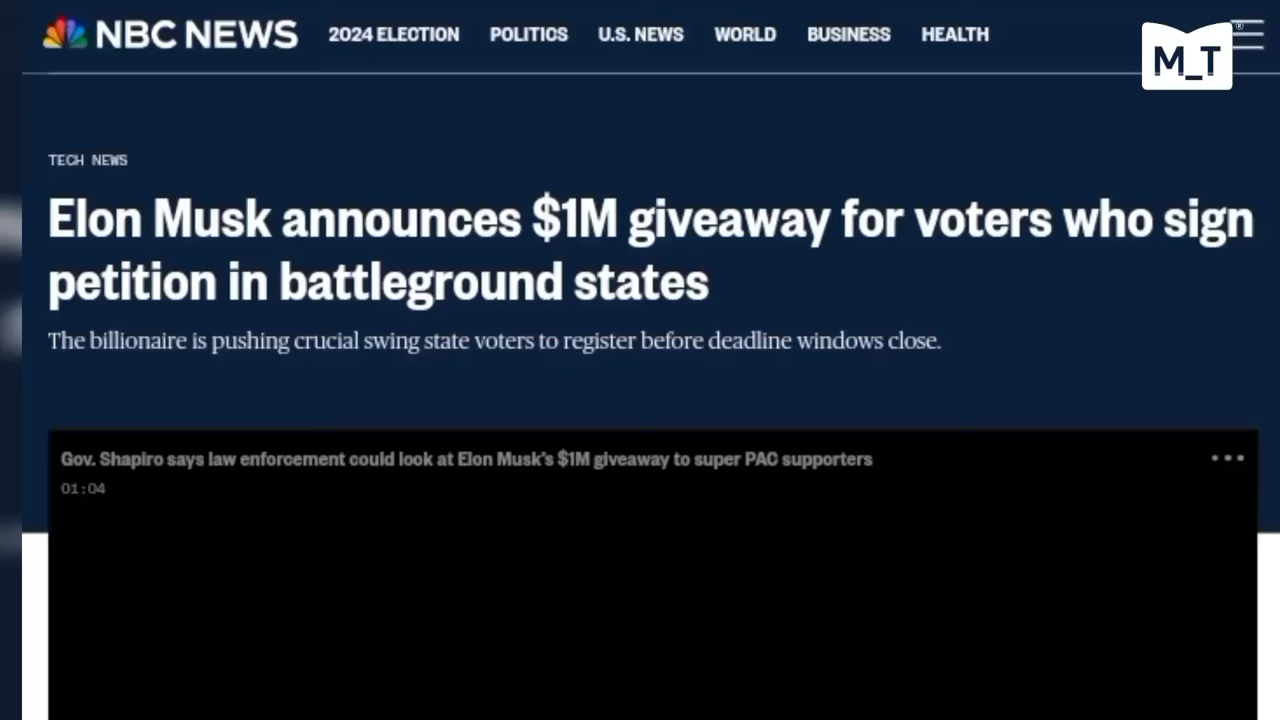 NBC NEWS 2024 ELECTION POLITICS U.S. NEWS WORLD BUSINESS HEALTH
M_T
TECH NEWS
Elon Musk announces $1M giveaway for voters who sign
petition in battleground states
The billionaire is pushing crucial swing state voters to register before deadline windows close.
Gov. Shapiro says law enforcement could look at Elon Musk's $1M giveaway to super PAC supporters
01:04